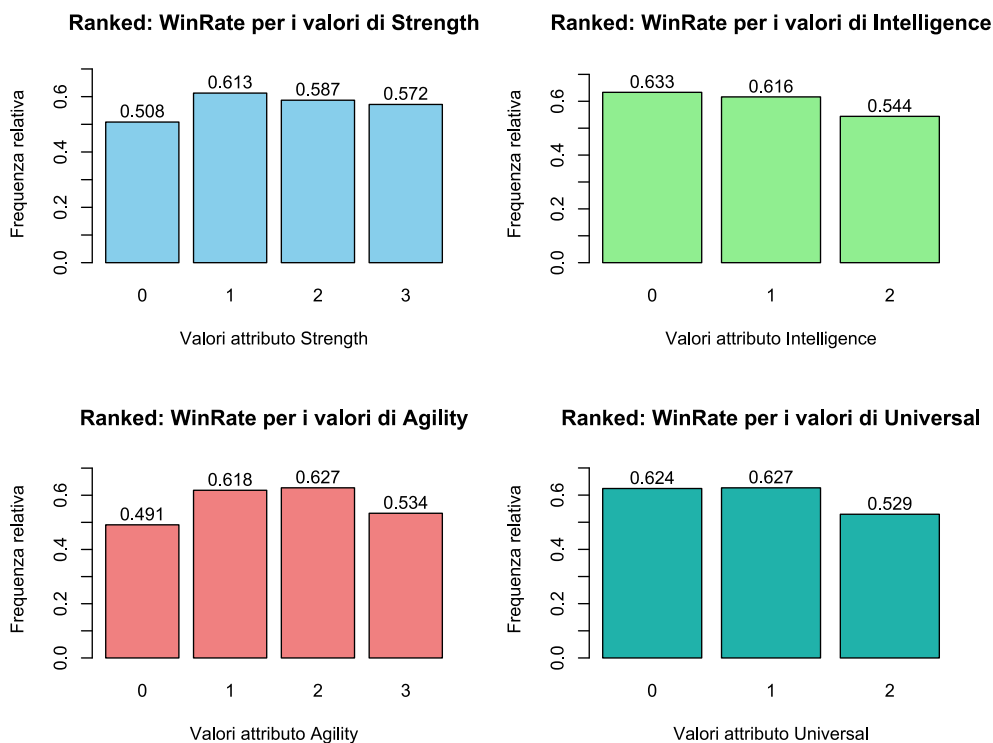 Ranked: WinRate per i valori di Strength
Frequenza relativa
0.0 0.2 0.4 0.6
0.508 0.613 0.587 0.572
0 1 2 3
Valori attributo Strength
Ranked: WinRate per i valori di Intelligence
Frequenza relativa
0.0 0.2 0.4 0.6
0.633 0.616 0.544
0 1 2
Valori attributo Intelligence
Ranked: WinRate per i valori di Agility
Frequenza relativa
0.0 0.2 0.4 0.6
0.491 0.618 0.627 0.534
0 1 2 3
Valori attributo Agility
Ranked: WinRate per i valori di Universal
Frequenza relativa
0.0 0.2 0.4 0.6
0.624 0.627 0.529
0 1 2
Valori attributo Universal